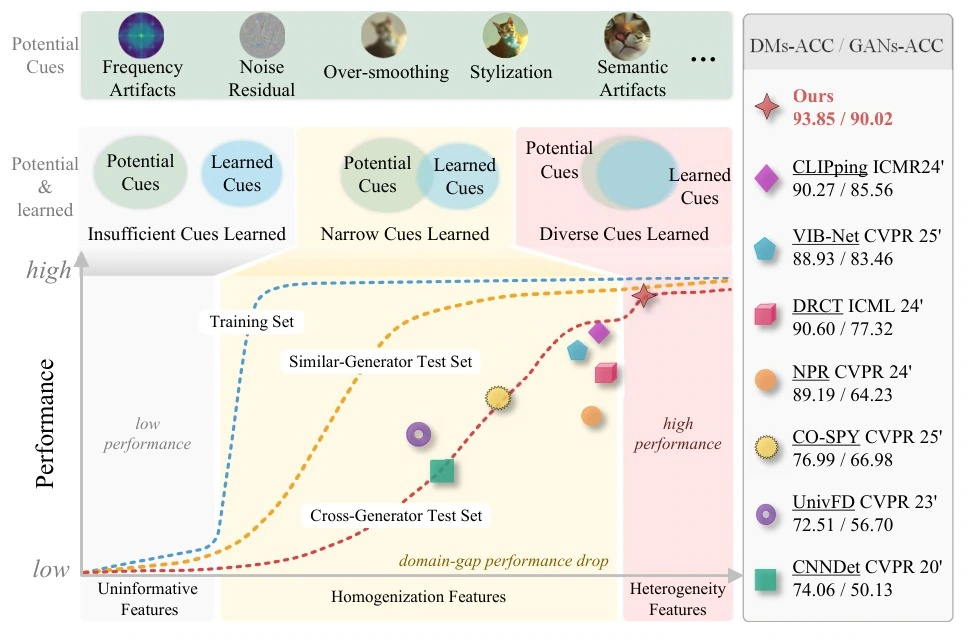 Potential
Cues
Frequency
Artifacts
Noise
Residual
Over-smoothing
Stylization
Semantic
Artifacts
...
Potential
&
learned
Potential
Cues
Learned
Cues
Insufficient Cues Learned
Potential
Cues
Learned
Cues
Narrow Cues Learned
Potential
Cues
Learned
Cues
Diverse Cues Learned
high
Performance
low
Training Set
Similar-Generator Test Set
Cross-Generator Test Set
low
performance
high
performance
domain-gap performance drop
Uninformative
Features
Homogenization Features
Heterogeneity
Features
DMs-ACC / GANs-ACC
Ours
93.85 / 90.02
CLIPping ICMR24'
90.27 / 85.56
VIB-Net CVPR 25'
88.93 / 83.46
DRCT ICML 24'
90.60 / 77.32
NPR CVPR 24'
89.19 / 64.23
CO-SPY CVPR 25'
76.99 / 66.98
UnivFD CVPR 23'
72.51 / 56.70
CNNDet CVPR 20'
74.06 / 50.13